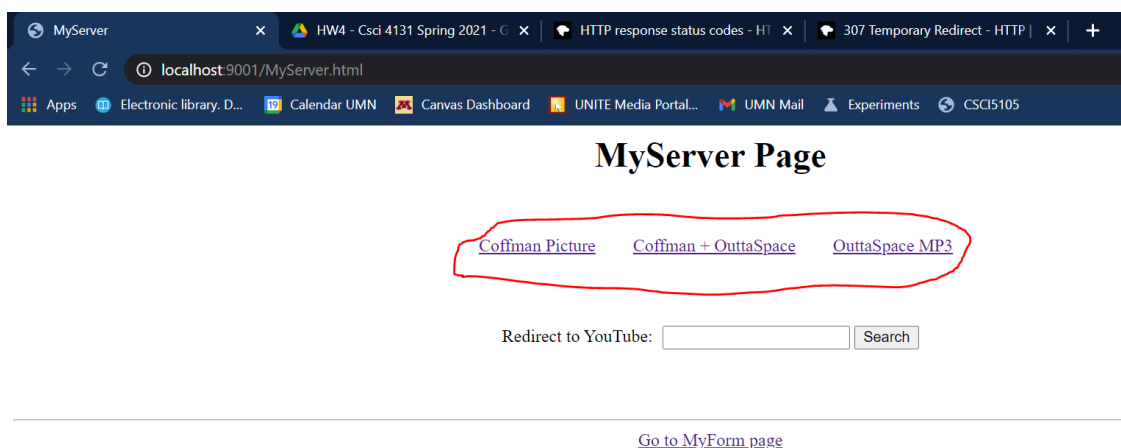 MyServer HW4 - Csci 4131 Spring 2021 - G HTTP response status codes - HT 307 Temporary Redirect - HTTP |
localhost:9001/MyServer.html
Apps Electronic library. D... 19 Calendar UMN Canvas Dashboard UNITE Media Portal... UMN Mail Experiments CSCI5105
MyServer Page
Coffman Picture Coffman + OuttaSpace OuttaSpace MP3
Redirect to YouTube: Search
Go to MyForm page